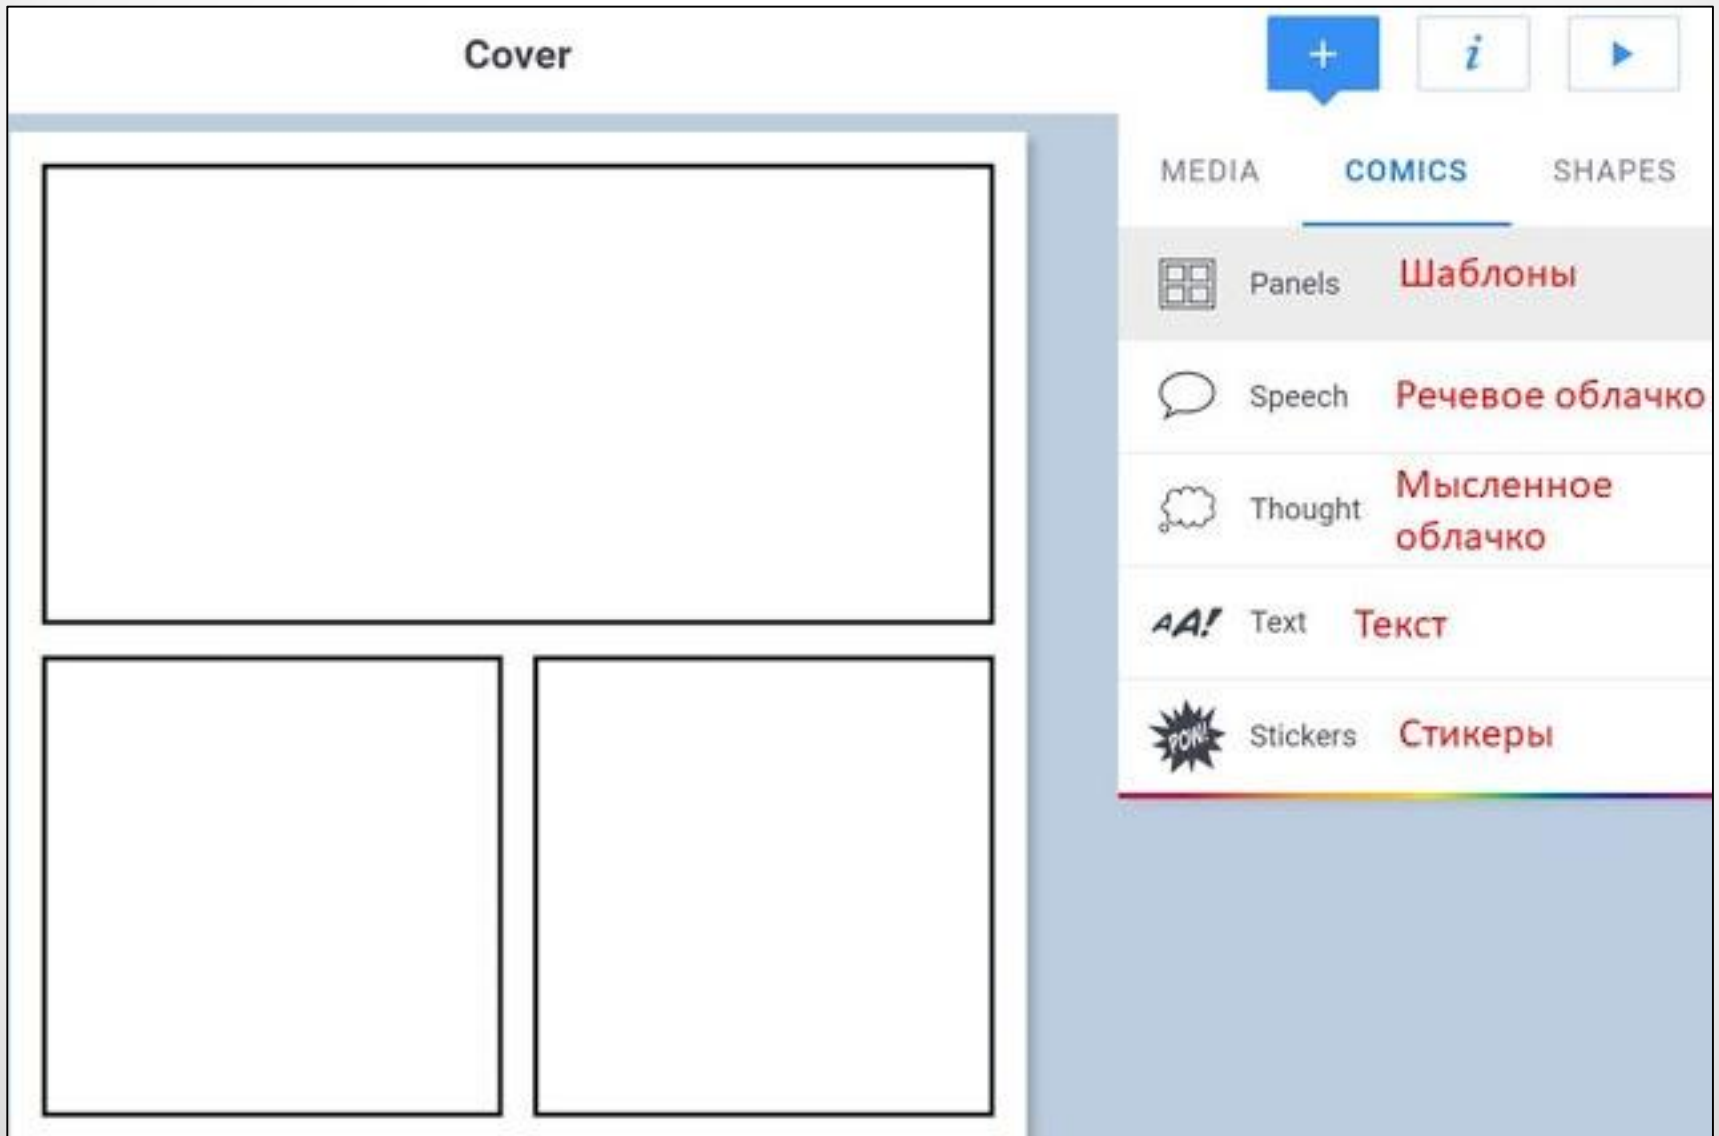 Cover
+ i
MEDIA COMICS SHAPES
Panels Шаблоны
Speech Речевое облачко
Thought Мысленное
облачко
AA! Text Текст
POW! Stickers Стикеры